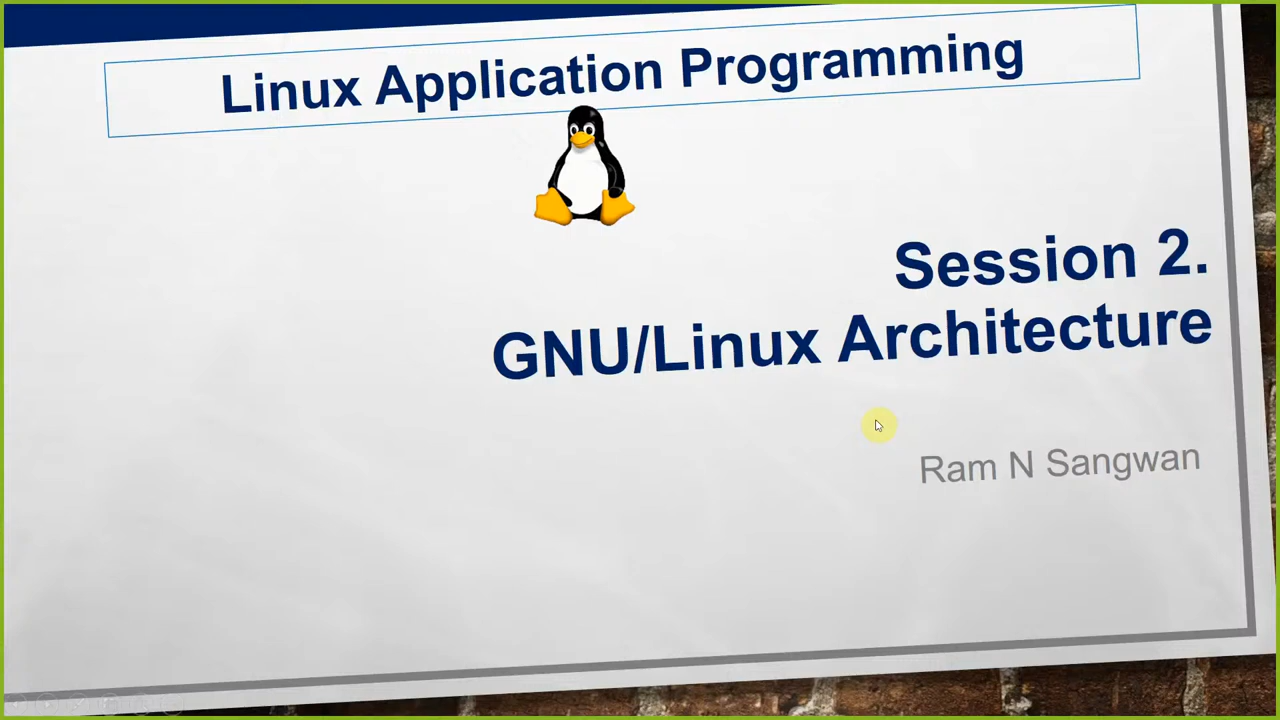 Linux Application Programming
Session 2.
GNU/Linux Architecture
Ram N Sangwan